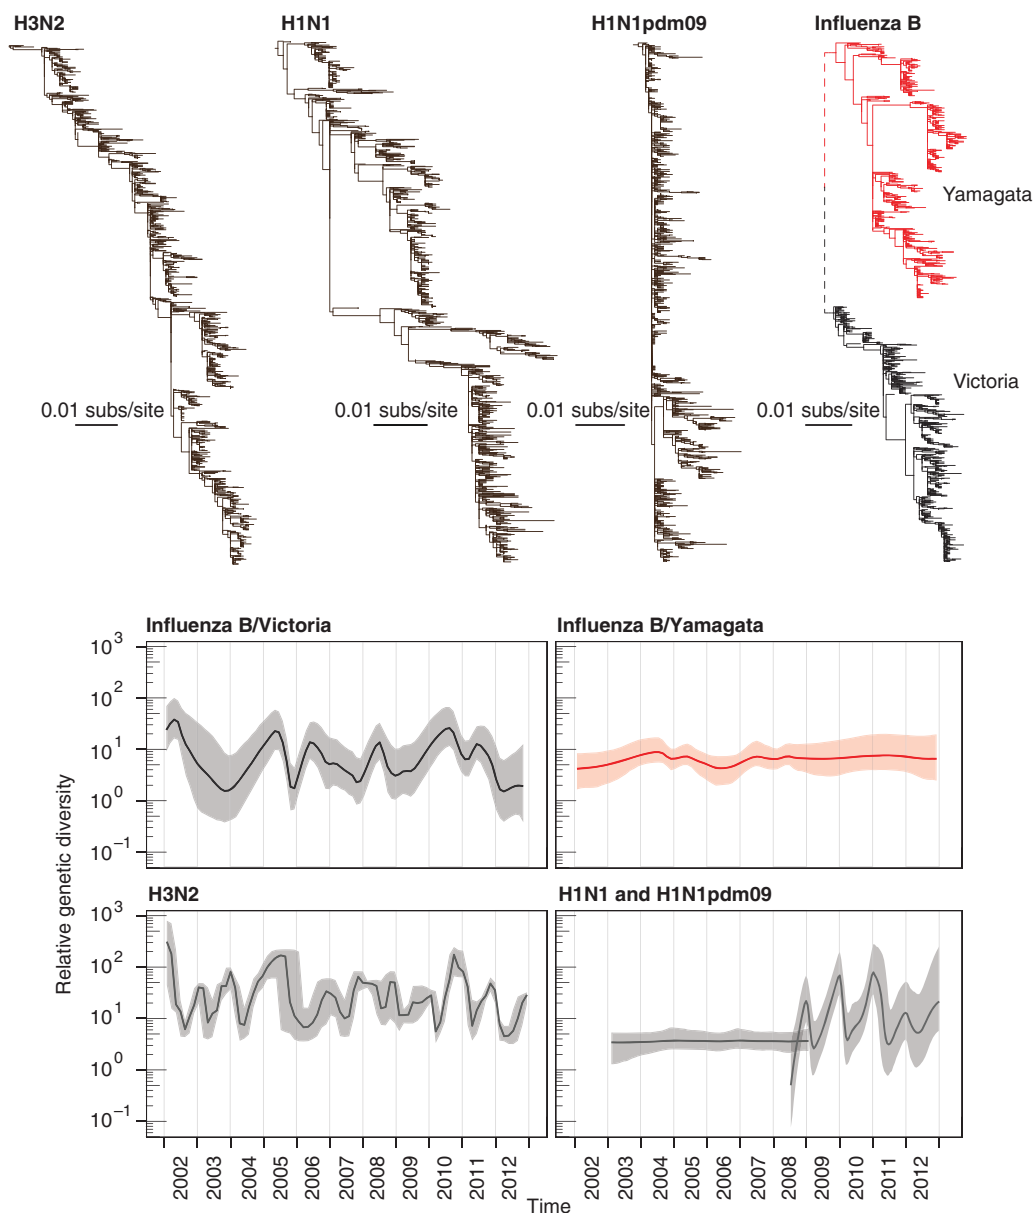 H3N2
H1N1
H1N1pdm09
Influenza B
Yamagata
Victoria
0.01 subs/site
0.01 subs/site
0.01 subs/site
0.01 subs/site
Influenza B/Victoria
Influenza B/Yamagata
10³
10²
10¹
10⁰
10⁻¹
H3N2
H1N1 and H1N1pdm09
10³
10²
10¹
10⁰
10⁻¹
Relative genetic diversity
2002 2003 2004 2005 2006 2007 2008 2009 2010 2011 2012
2002 2003 2004 2005 2006 2007 2008 2009 2010 2011 2012
Time